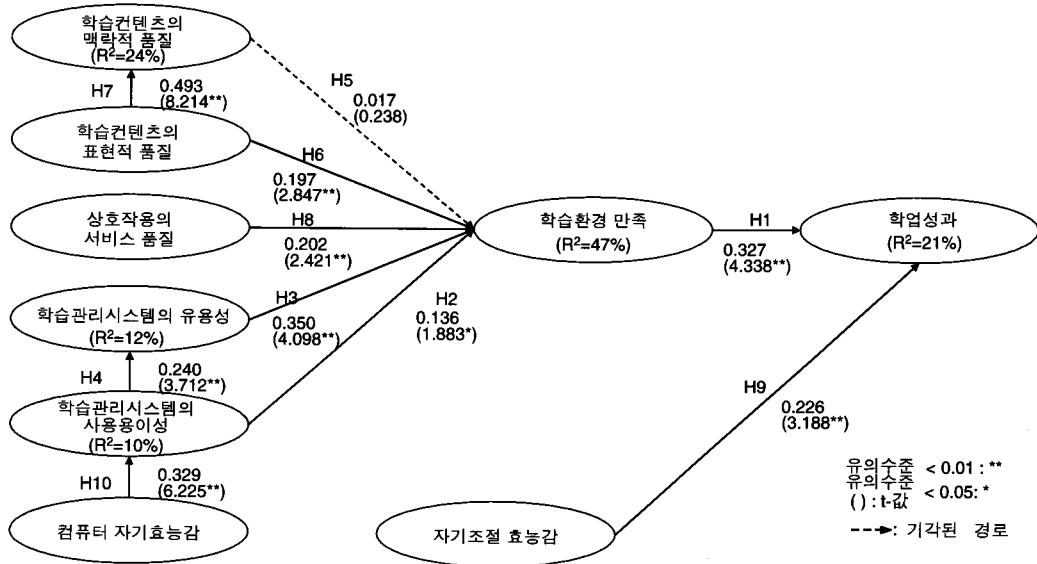 학습컨텐츠의
맥락적 품질
(R²=24%)
H7
0.493
(8.214**)
학습컨텐츠의
표현적 품질
H5
0.017
(0.238)
H6
0.197
(2.847**)
상호작용의
서비스 품질
H8
0.202
(2.421**)
학습환경 만족
(R²=47%)
H1
0.327
(4.338**)
학업성과
(R²=21%)
학습관리시스템의 유용성
(R²=12%)
H3
0.350
(4.098**)
H2
0.136
(1.883*)
H4
0.240
(3.712**)
학습관리시스템의
사용용이성
(R²=10%)
H9
0.226
(3.188**)
H10
0.329
(6.225**)
컴퓨터 자기효능감
자기조절 효능감
유의수준 < 0.01 : **
유의수준 < 0.05: *
( ) : t-값
: 기각된 경로